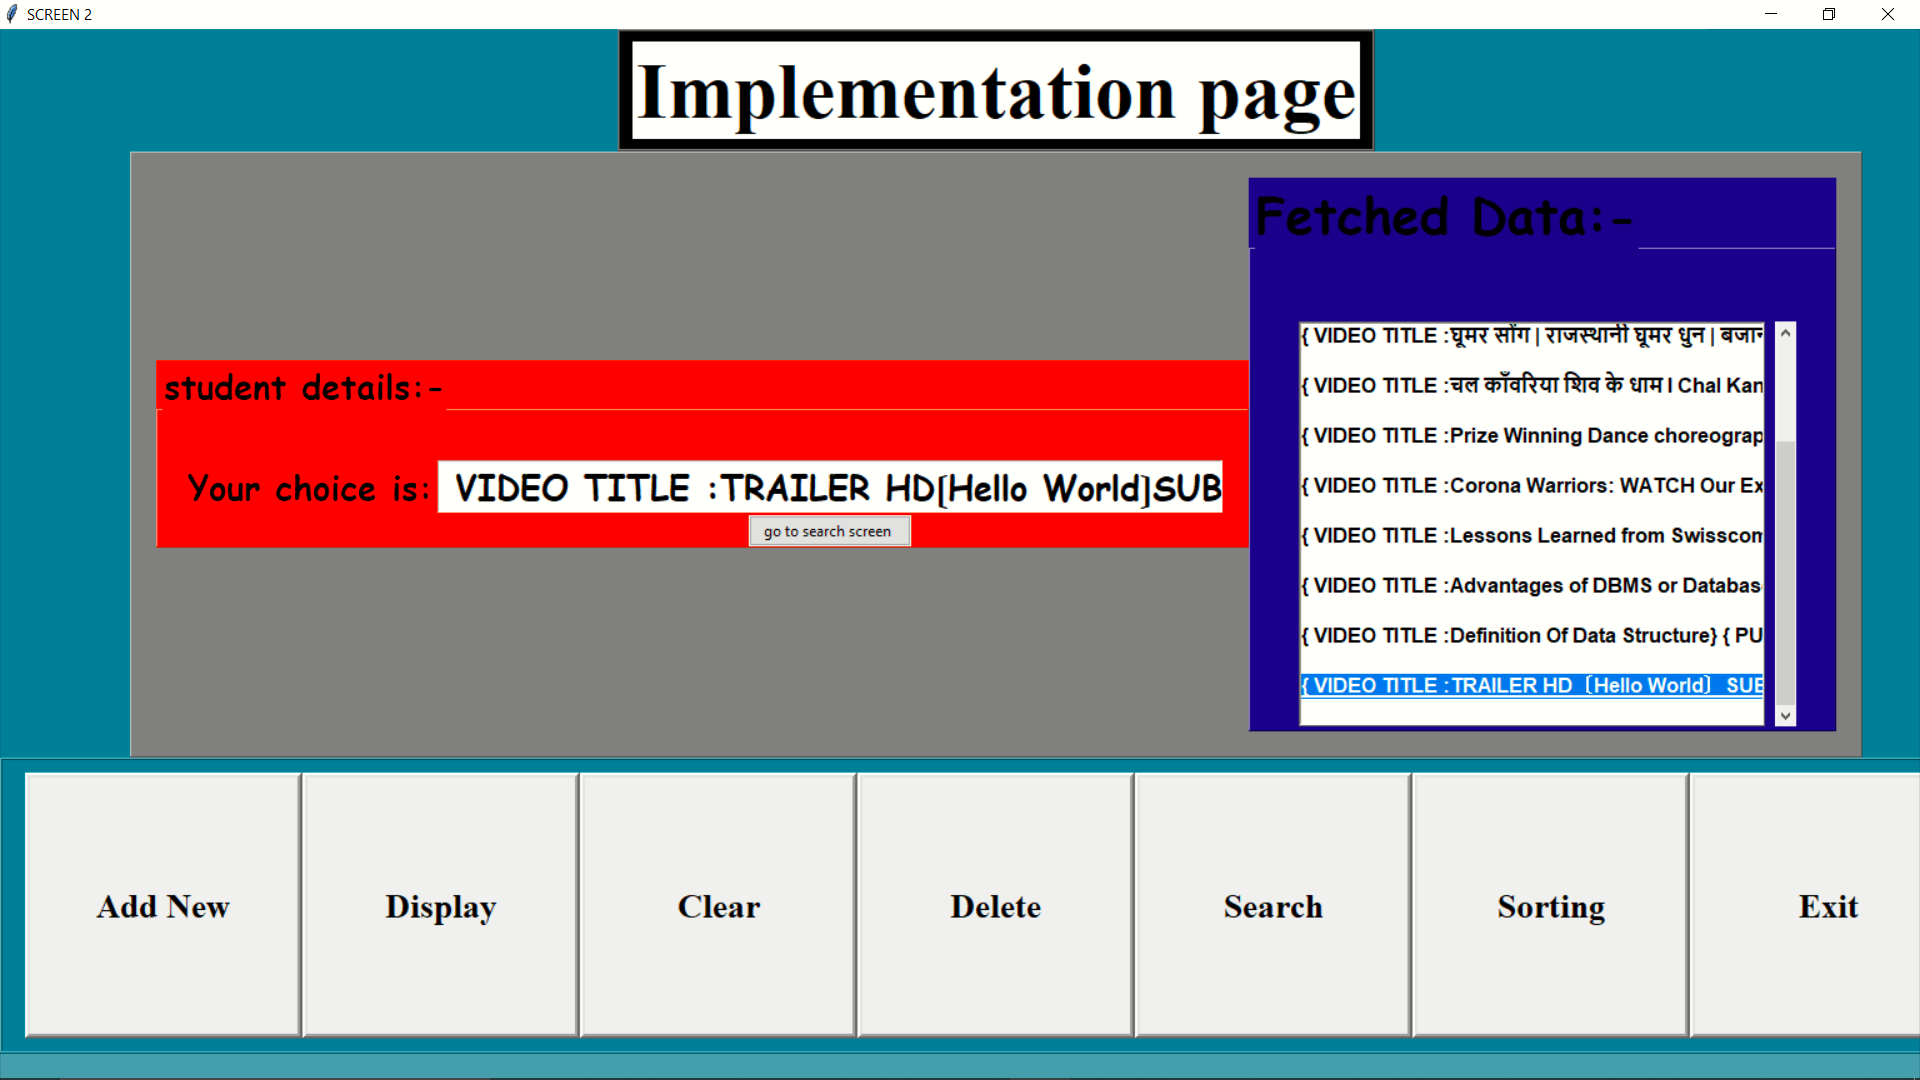 SCREEN 2
Implementation page
Fetched Data:-
{ VIDEO TITLE :घूमर सोंग | राजस्थानी घूमर धुन | बजान
{ VIDEO TITLE :चल काँवरिया शिव के धाम I Chal Kan
{ VIDEO TITLE :Prize Winning Dance choreograp
{ VIDEO TITLE :Corona Warriors: WATCH Our Ex
{ VIDEO TITLE :Lessons Learned from Swisscom
{ VIDEO TITLE :Advantages of DBMS or Databas
{ VIDEO TITLE :Definition Of Data Structure} { PU
{ VIDEO TITLE :TRAILER HD〔Hello World〕 SUB
student details:-
Your choice is: VIDEO TITLE :TRAILER HD[Hello World]SUB
go to search screen
Add New
Display
Clear
Delete
Search
Sorting
Exit